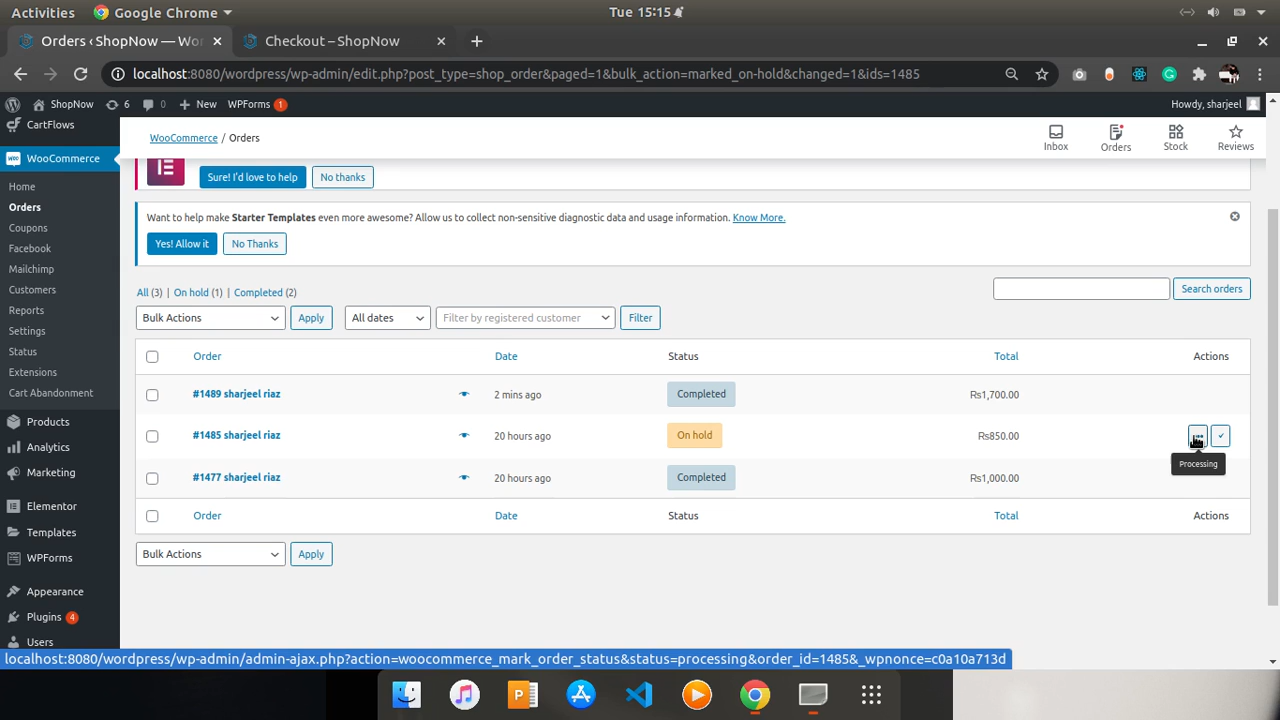 Activities Google Chrome Tue 15:15
Orders ‹ ShopNow — Wor Checkout – ShopNow
localhost:8080/wordpress/wp-admin/edit.php?post_type=shop_order&paged=1&bulk_action=marked_on-hold&changed=1&ids=1485
ShopNow 6 0 New WPForms 1 Howdy, sharjeel
CartFlows
WooCommerce
Home
Orders
Coupons
Facebook
Mailchimp
Customers
Reports
Settings
Status
Extensions
Cart Abandonment
Products
Analytics
Marketing
Elementor
Templates
WPForms
Appearance
Plugins 4
Users
WooCommerce / Orders
Inbox Orders Stock Reviews
Sure! I'd love to help No thanks
Want to help make Starter Templates even more awesome? Allow us to collect non-sensitive diagnostic data and usage information. Know More.
Yes! Allow it No Thanks
All (3) | On hold (1) | Completed (2) Search orders
Bulk Actions Apply All dates Filter by registered customer Filter
Order Date Status Total Actions
#1489 sharjeel riaz 2 mins ago Completed ₨1,700.00
#1485 sharjeel riaz 20 hours ago On hold ₨850.00
Processing
#1477 sharjeel riaz 20 hours ago Completed ₨1,000.00
Order Date Status Total Actions
Bulk Actions Apply
localhost:8080/wordpress/wp-admin/admin-ajax.php?action=woocommerce_mark_order_status&status=processing&order_id=1485&_wpnonce=c0a10a713d